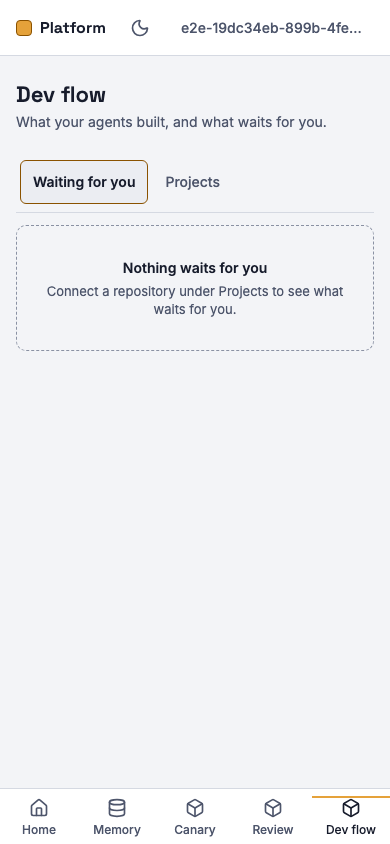 Platform
e2e-19dc34eb-899b-4fe...
Dev flow
What your agents built, and what waits for you.
Waiting for you
Projects
Nothing waits for you
Connect a repository under Projects to see what
waits for you.
Home
Memory
Canary
Review
Dev flow